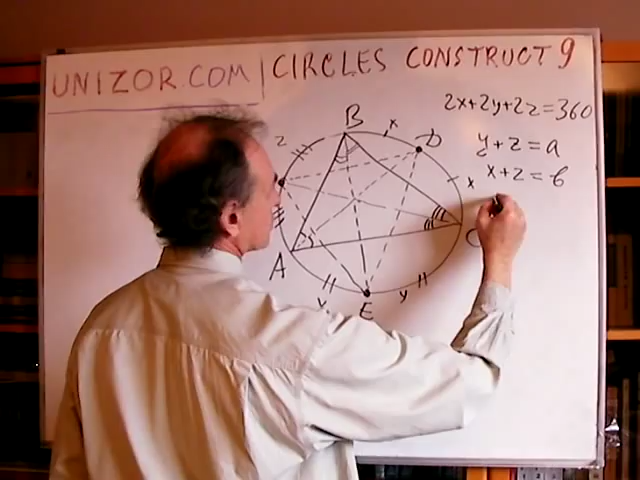 UNIZOR.COM | CIRCLES CONSTRUCT 9
2x+2y+2z=360
y+z=a
x+z=b
B
x
D
z
x
C
A
y
E
y